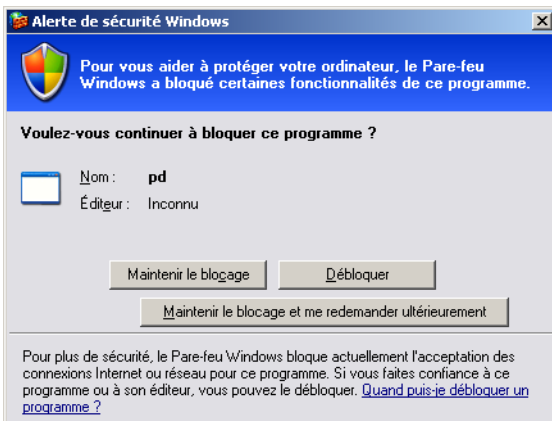 Alerte de sécurité Windows
Pour vous aider à protéger votre ordinateur, le Pare-feu
Windows a bloqué certaines fonctionnalités de ce programme.
Voulez-vous continuer à bloquer ce programme ?
Nom : pd
Éditeur : Inconnu
Maintenir le blocage Débloquer
Maintenir le blocage et me redemander ultérieurement
Pour plus de sécurité, le Pare-feu Windows bloque actuellement l'acceptation des
connexions Internet ou réseau pour ce programme. Si vous faites confiance à ce
programme ou à son éditeur, vous pouvez le débloquer. Quand puis-je débloquer un
programme ?